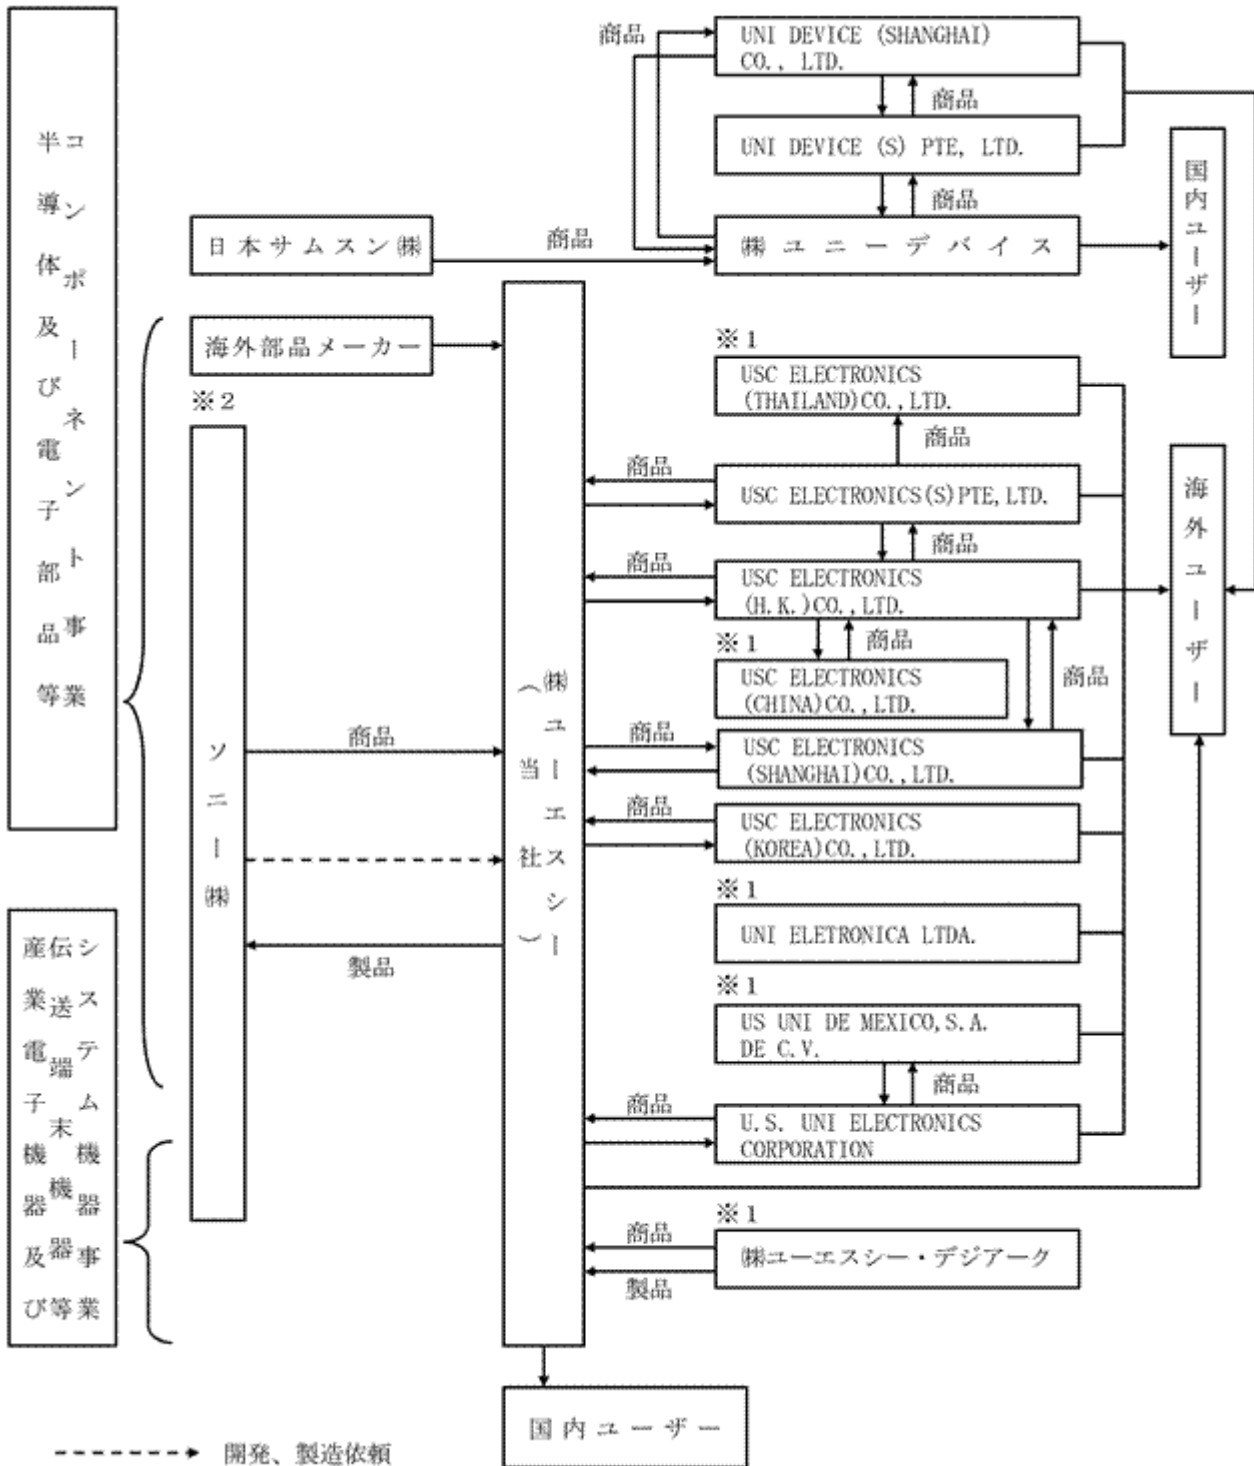 半導体及び電子部品等
コンポーネント事業
産業電子機器及び
伝送端末機器等
システム機器事業
日本サムスン㈱
商品
海外部品メーカー
※2
ソニー㈱
商品
製品
㈱ユーエスシー
(当社)
商品
UNI DEVICE (SHANGHAI)
CO., LTD.
商品
UNI DEVICE (S) PTE, LTD.
商品
㈱ユニーデバイス
国内ユーザー
※1
USC ELECTRONICS
(THAILAND)CO.,LTD.
商品
商品
USC ELECTRONICS(S)PTE,LTD.
商品
商品
USC ELECTRONICS
(H.K.)CO.,LTD.
商品
※1
USC ELECTRONICS
(CHINA)CO.,LTD.
商品
商品
USC ELECTRONICS
(SHANGHAI)CO.,LTD.
商品
USC ELECTRONICS
(KOREA)CO.,LTD.
※1
UNI ELETRONICA LTDA.
※1
US UNI DE MEXICO,S.A.
DE C.V.
商品
商品
U.S. UNI ELECTRONICS
CORPORATION
海外ユーザー
※1
商品
製品
㈱ユーエスシー・デジアーク
国内ユーザー
開発、製造依頼